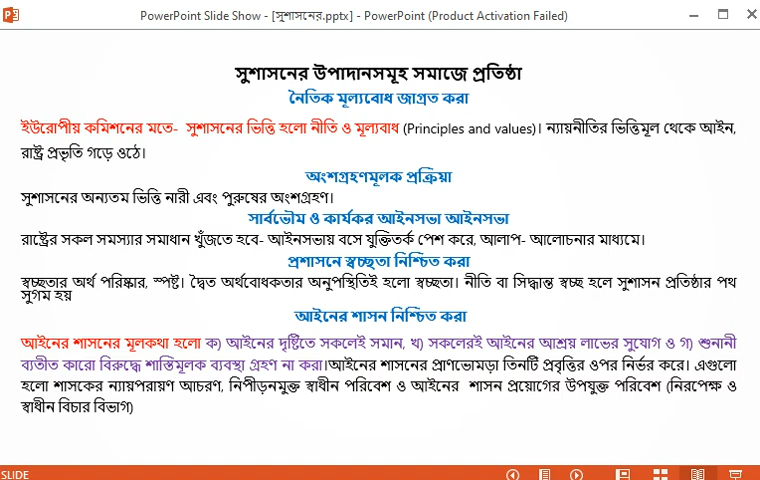 PowerPoint Slide Show - [সুশাসনের.pptx] - PowerPoint (Product Activation Failed)
সুশাসনের উপাদানসমূহ সমাজে প্রতিষ্ঠা
নৈতিক মূল্যবোধ জাগ্রত করা
ইউরোপীয় কমিশনের মতে- সুশাসনের ভিত্তি হলো নীতি ও মূল্যবোধ (Principles and values)। ন্যায়নীতির ভিত্তিমূল থেকে আইন,
রাষ্ট্র প্রভৃতি গড়ে ওঠে।
অংশগ্রহণমূলক প্রক্রিয়া
সুশাসনের অন্যতম ভিত্তি নারী এবং পুরুষের অংশগ্রহণ।
সার্বভৌম ও কার্যকর আইনসভা আইনসভা
রাষ্ট্রের সকল সমস্যার সমাধান খুঁজতে হবে- আইনসভায় বসে যুক্তিতর্ক পেশ করে, আলাপ- আলোচনার মাধ্যমে।
প্রশাসনে স্বচ্ছতা নিশ্চিত করা
স্বচ্ছতার অর্থ পরিষ্কার, স্পষ্ট। দ্বৈত অর্থবোধকতার অনুপস্থিতিই হলো স্বচ্ছতা। নীতি বা সিদ্ধান্ত স্বচ্ছ হলে সুশাসন প্রতিষ্ঠার পথ
সুগম হয়
আইনের শাসন নিশ্চিত করা
আইনের শাসনের মূলকথা হলো ক) আইনের দৃষ্টিতে সকলেই সমান, খ) সকলেরই আইনের আশ্রয় লাভের সুযোগ ও গ) শুনানী
ব্যতীত কারো বিরুদ্ধে শাস্তিমূলক ব্যবস্থা গ্রহণ না করা।আইনের শাসনের প্রাণভোমড়া তিনটি প্রবৃত্তির ওপর নির্ভর করে। এগুলো
হলো শাসকের ন্যায়পরায়ণ আচরণ, নিপীড়নমুক্ত স্বাধীন পরিবেশ ও আইনের শাসন প্রয়োগের উপযুক্ত পরিবেশ (নিরপেক্ষ ও
স্বাধীন বিচার বিভাগ)
SLIDE